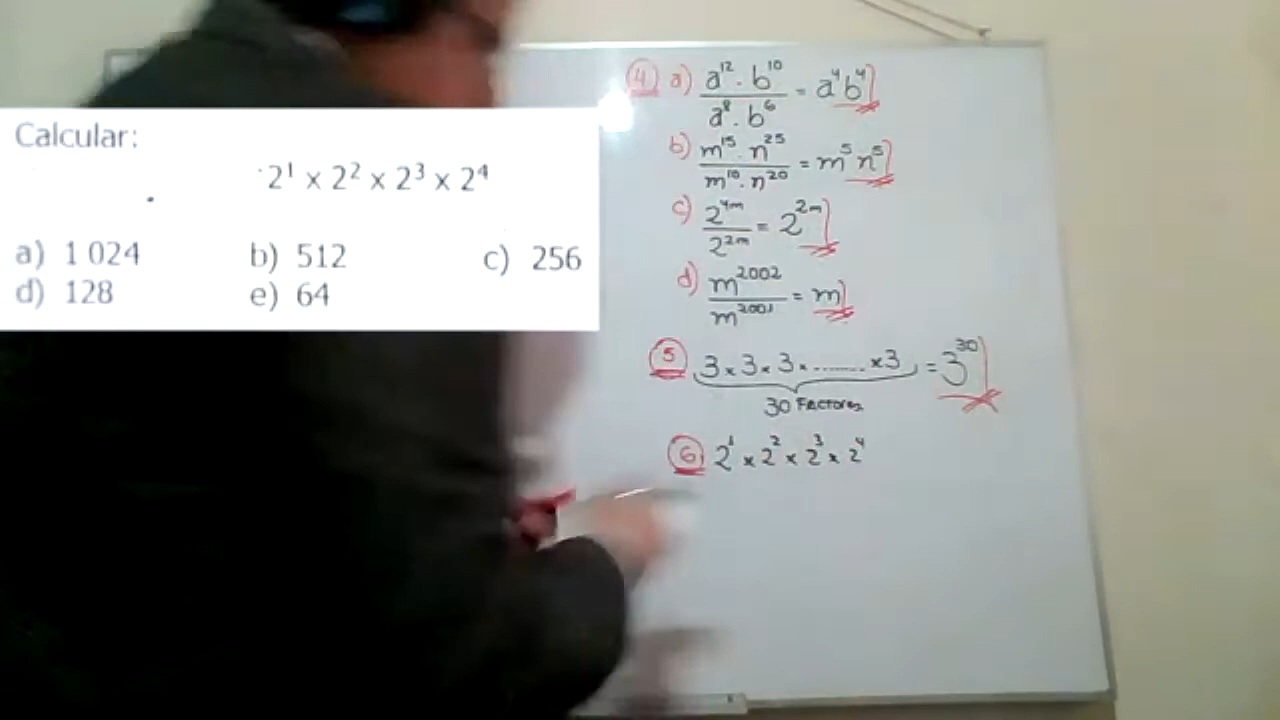 Calcular:
2¹ x 2² x 2³ x 2⁴
a) 1 024 b) 512 c) 256
d) 128 e) 64
4 a) a¹² . b¹⁰ / a⁸ . b⁶ = a⁴b⁴
b) m¹⁵ . n²⁵ / m¹⁰ . n²⁰ = m⁵ n⁵
c) 2⁴ᵐ / 2²ᵐ = 2²ᵐ
d) m²⁰⁰² / m²⁰⁰¹ = m
5 3 x 3 x 3 x ........ x 3 = 3³⁰
30 Factores
6 2¹ x 2² x 2³ x 2⁴